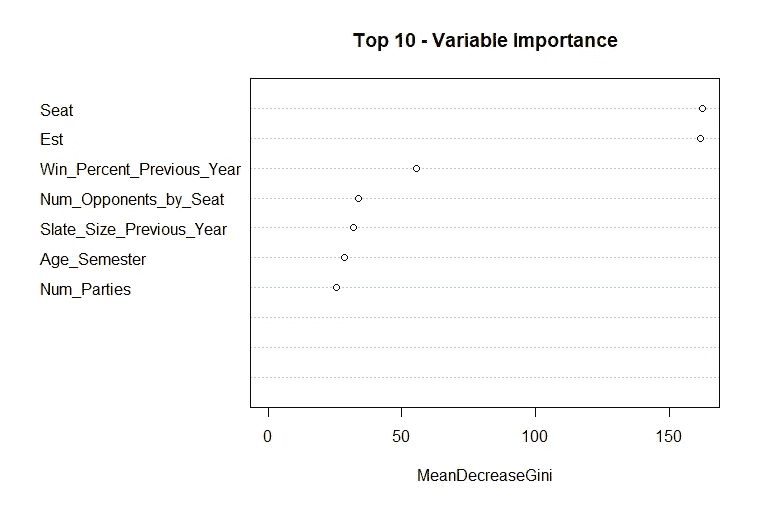 Top 10 - Variable Importance
Seat
Est
Win_Percent_Previous_Year
Num_Opponents_by_Seat
Slate_Size_Previous_Year
Age_Semester
Num_Parties
0 50 100 150
MeanDecreaseGini